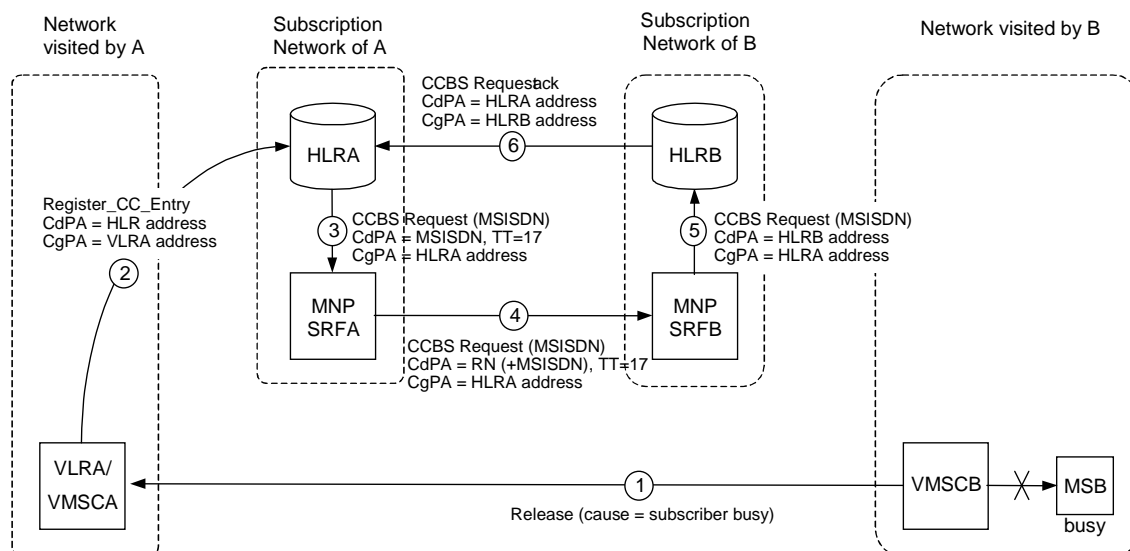 Network
visited by A
Subscription
Network of A
Subscription
Network of B
Network visited by B
CCBS Requestack
CdPA = HLRA address
CgPA = HLRB address
6
HLRA
HLRB
Register_CC_Entry
CdPA = HLR address
CgPA = VLRA address
2
3
CCBS Request (MSISDN)
CdPA = MSISDN, TT=17
CgPA = HLRA address
5
CCBS Request (MSISDN)
CdPA = HLRB address
CgPA = HLRA address
MNP
SRFA
4
MNP
SRFB
CCBS Request (MSISDN)
CdPA = RN (+MSISDN), TT=17
CgPA = HLRA address
VLRA/
VMSCA
1
Release (cause = subscriber busy)
VMSCB
MSB
busy